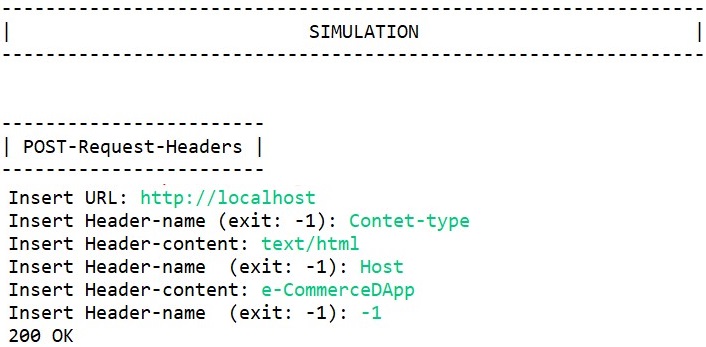 SIMULATION
| POST-Request-Headers |
Insert URL: http://localhost
Insert Header-name (exit: -1): Contet-type
Insert Header-content: text/html
Insert Header-name  (exit: -1): Host
Insert Header-content: e-CommerceDApp
Insert Header-name  (exit: -1): -1
200 OK